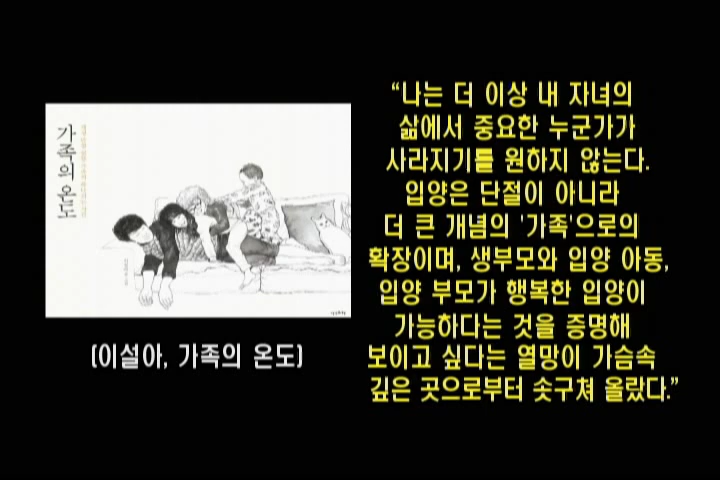 가족의 온도
(이설아, 가족의 온도)
“나는 더 이상 내 자녀의
삶에서 중요한 누군가가
사라지기를 원하지 않는다.
입양은 단절이 아니라
더 큰 개념의 '가족'으로의
확장이며, 생부모와 입양 아동,
입양 부모가 행복한 입양이
가능하다는 것을 증명해
보이고 싶다는 열망이 가슴속
깊은 곳으로부터 솟구쳐 올랐다.”